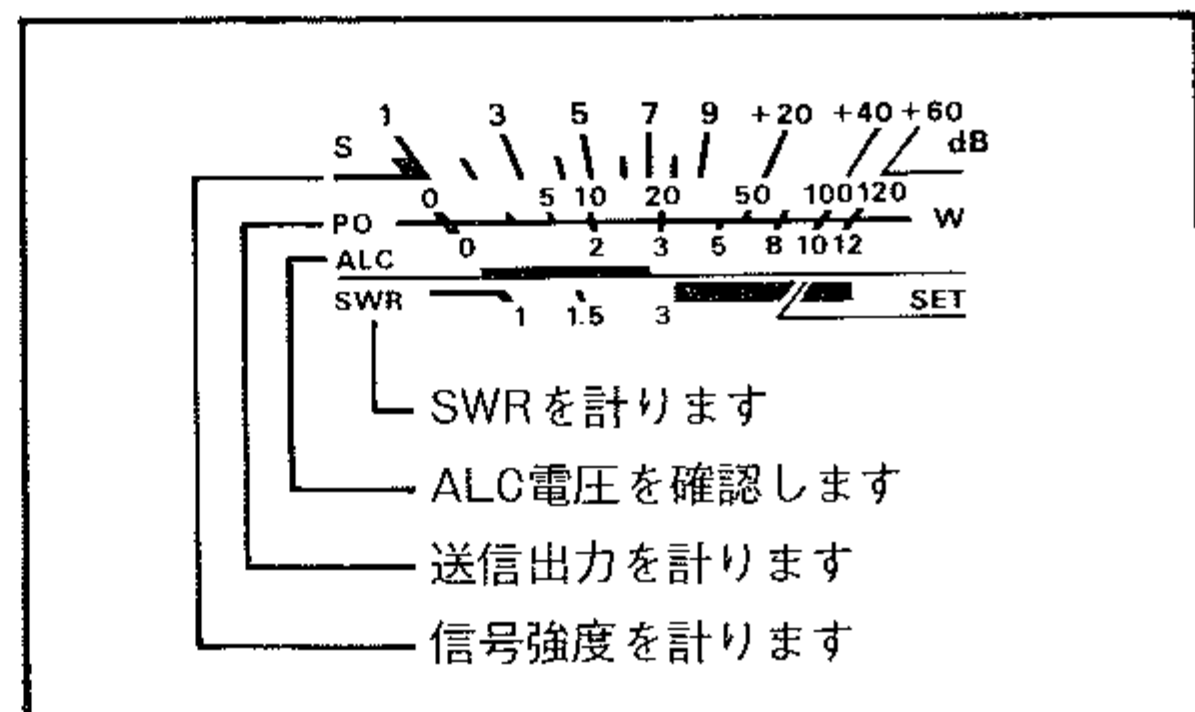 1 3 5 7 9 +20 +40 +60
S dB
0 5 10 20 50 100 120
PO W
0 2 3 5 8 10 12
ALC
SWR SET
1 1.5 3
SWRを計ります
ALC電圧を確認します
送信出力を計ります
信号強度を計ります